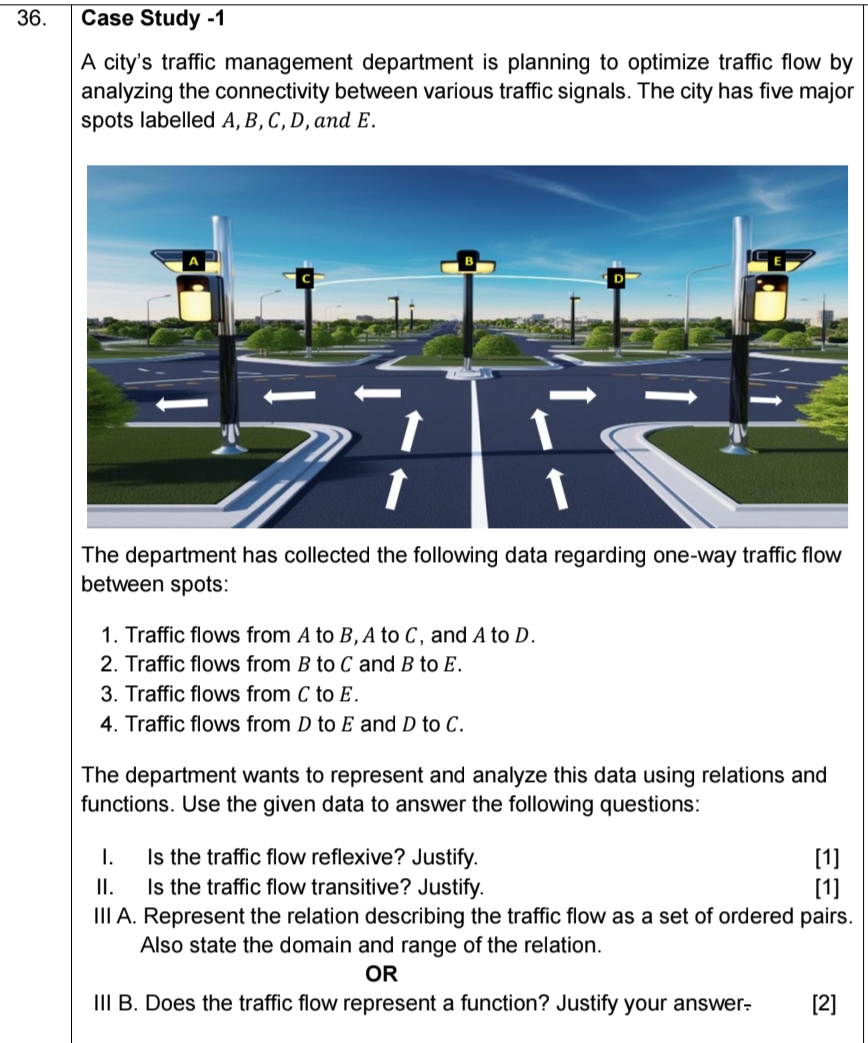 36. Case Study -1
A city's traffic management department is planning to optimize traffic flow by
analyzing the connectivity between various traffic signals. The city has five major
spots labelled A, B, C, D, and E.
A
C
B
D
E
The department has collected the following data regarding one-way traffic flow
between spots:
1. Traffic flows from A to B, A to C, and A to D.
2. Traffic flows from B to C and B to E.
3. Traffic flows from C to E.
4. Traffic flows from D to E and D to C.
The department wants to represent and analyze this data using relations and
functions. Use the given data to answer the following questions:
I. Is the traffic flow reflexive? Justify. [1]
II. Is the traffic flow transitive? Justify. [1]
III A. Represent the relation describing the traffic flow as a set of ordered pairs.
Also state the domain and range of the relation.
OR
III B. Does the traffic flow represent a function? Justify your answer. [2]